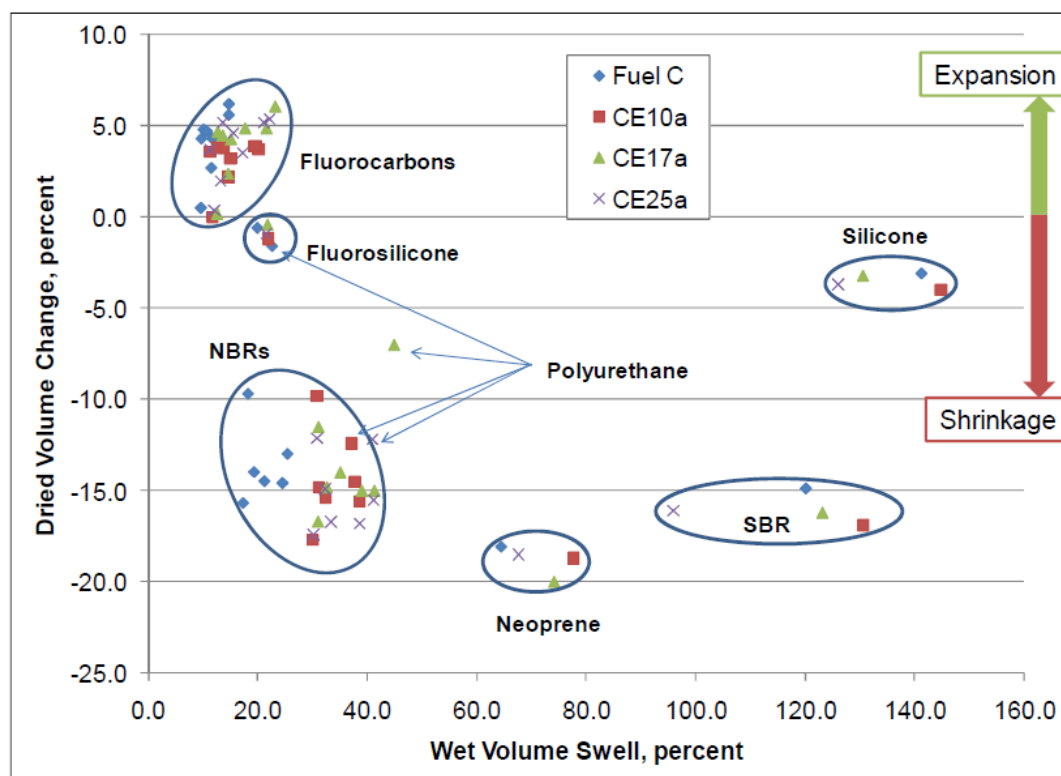 10.0
5.0
0.0
-5.0
-10.0
-15.0
-20.0
-25.0
Dried Volume Change, percent
Fuel C
CE10a
CE17a
CE25a
Expansion
Shrinkage
Fluorocarbons
Fluorosilicone
Silicone
NBRs
Polyurethane
SBR
Neoprene
0.0 20.0 40.0 60.0 80.0 100.0 120.0 140.0 160.0
Wet Volume Swell, percent